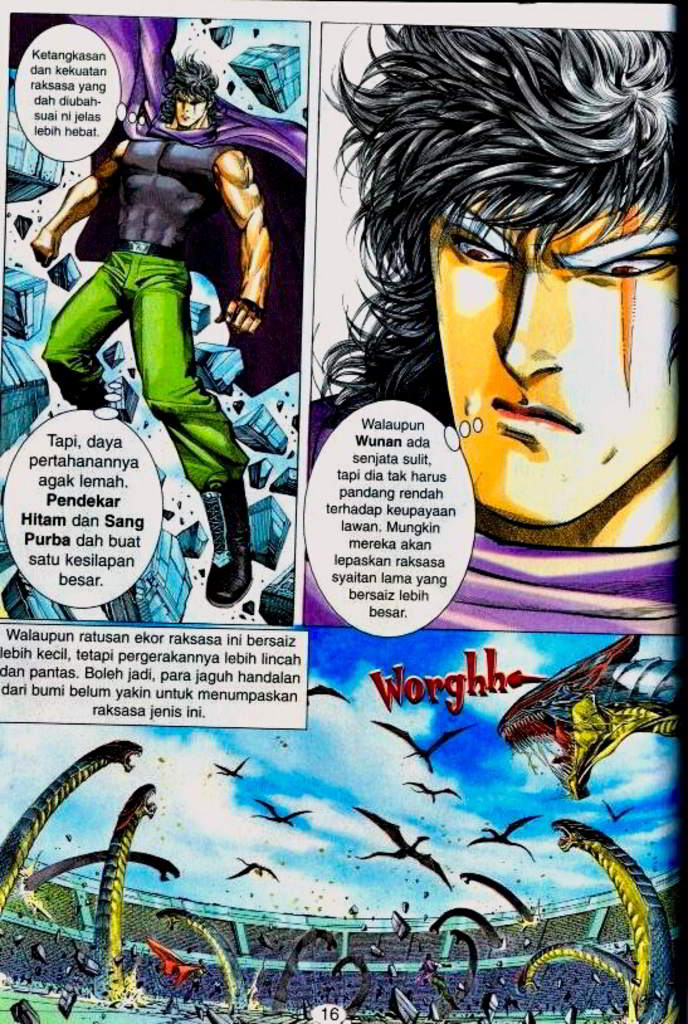 Ketangkasan
dan kekuatan
raksasa yang
dah diubah-
suai ni jelas
lebih hebat.
Tapi, daya
pertahanannya
agak lemah.
Pendekar
Hitam dan Sang
Purba dah buat
satu kesilapan
besar.
Walaupun
Wunan ada
senjata sulit,
tapi dia tak harus
pandang rendah
terhadap keupayaan
lawan. Mungkin
mereka akan
lepaskan raksasa
syaitan lama yang
bersaiz lebih
besar.
Walaupun ratusan ekor raksasa ini bersaiz
lebih kecil, tetapi pergerakannya lebih lincah
dan pantas. Boleh jadi, para jaguh handalan
dari bumi belum yakin untuk menumpaskan
raksasa jenis ini.
Worghh
16